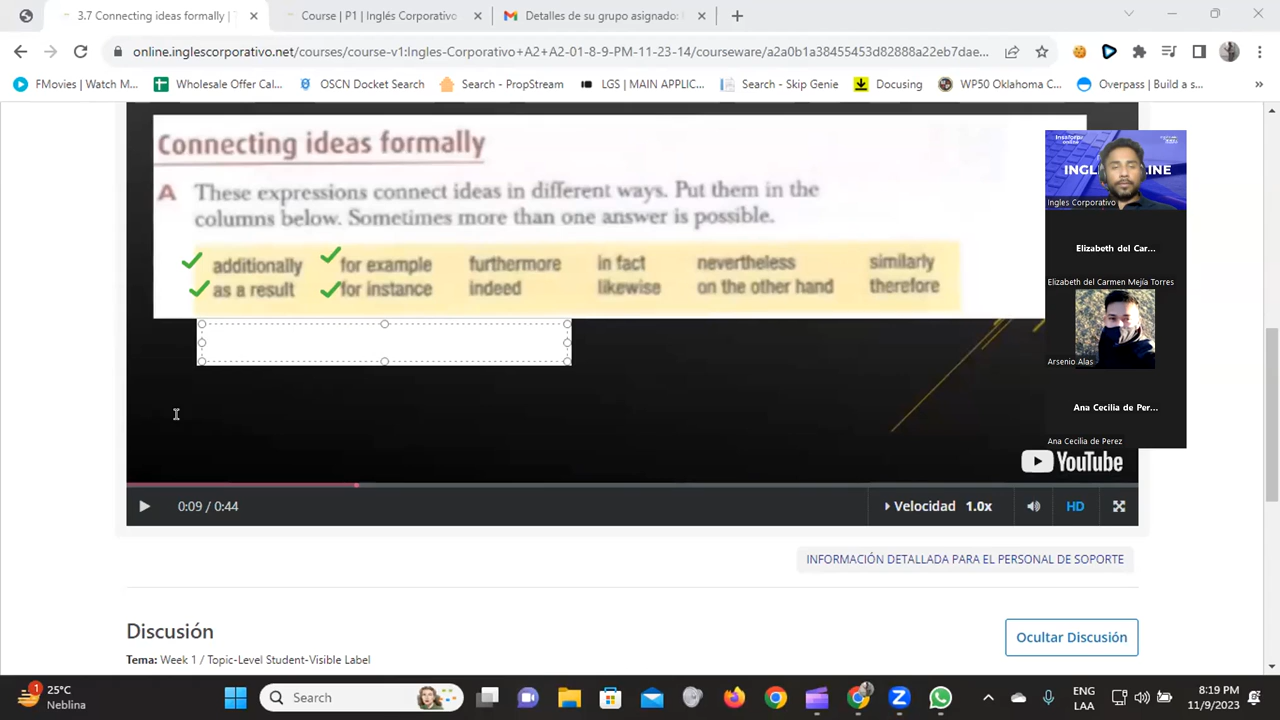 3.7 Connecting ideas formally | T
Course | P1 | Inglés Corporativo
Detalles de su grupo asignado:
online.inglescorporativo.net/courses/course-v1:Ingles-Corporativo+A2+A2-01-8-9-PM-11-23-14/courseware/a2a0b1a38455453d82888a22eb7dae...
FMovies | Watch M...
Wholesale Offer Cal...
OSCN Docket Search
Search - PropStream
LGS | MAIN APPLIC...
Search - Skip Genie
Docusing
WP50 Oklahoma C...
Overpass | Build a s...
»
Connecting ideas formally
A These expressions connect ideas in different ways. Put them in the
columns below. Sometimes more than one answer is possible.
additionally for example furthermore in fact nevertheless similarly
as a result for instance indeed likewise on the other hand therefore
INGL
NLINE
Ingles Corporativo
Elizabeth del Car...
Elizabeth del Carmen Mejía Torres
Arsenio Alas
Ana Cecilia de Per...
Ana Cecilia de Perez
YouTube
0:09 / 0:44
Velocidad 1.0x
HD
INFORMACIÓN DETALLADA PARA EL PERSONAL DE SOPORTE
Discusión
Ocultar Discusión
Tema: Week 1 / Topic-Level Student-Visible Label
1
25°C
Neblina
Search
ENG
LAA
8:19 PM
11/9/2023